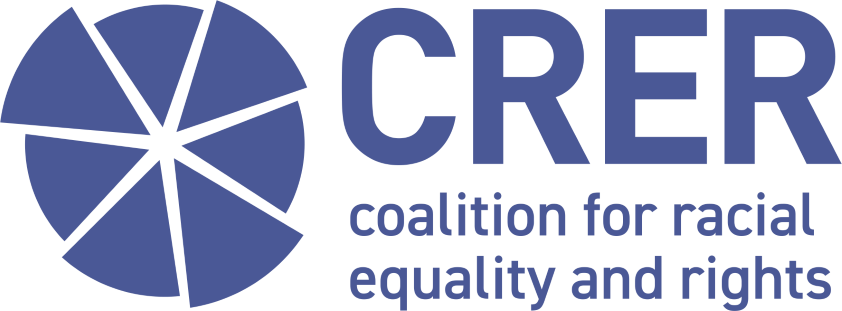 CRER
coalition for racial
equality and rights